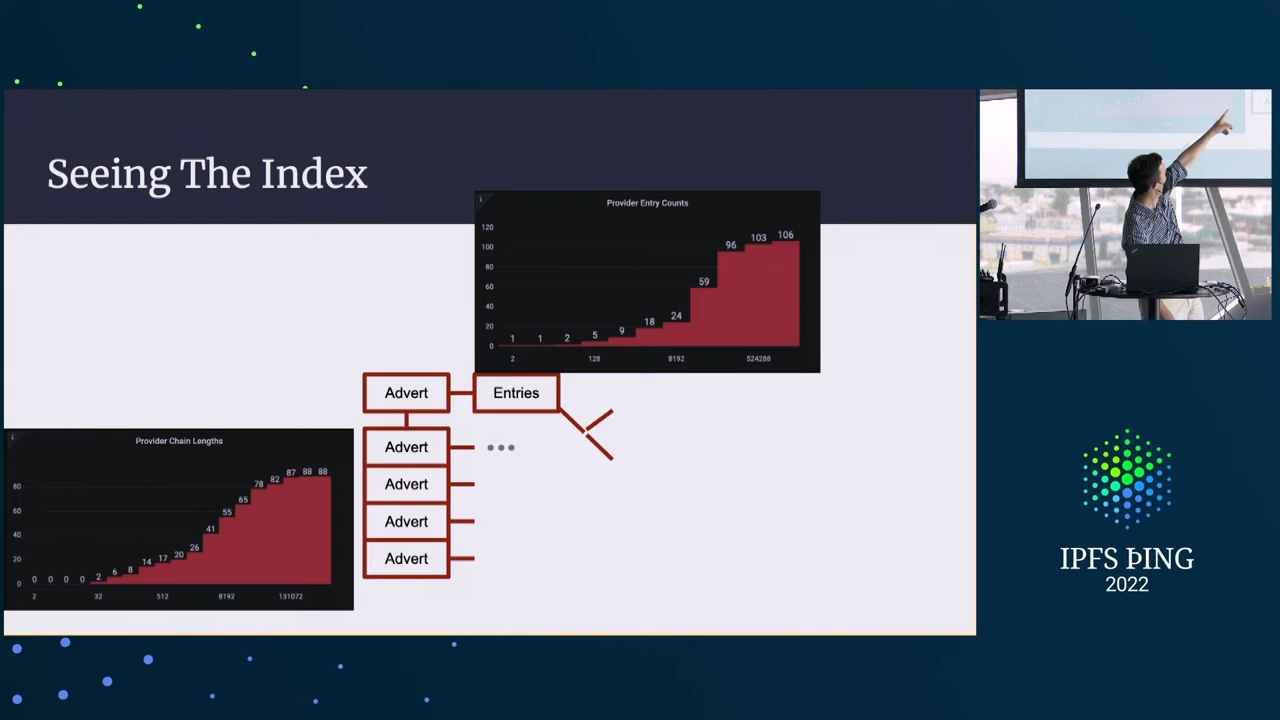 Seeing The Index
Provider Entry Counts
120
100
80
60
40
20
0
1 1 2 5 9 18 24 59 96 103 106
2 128 8192 524288
Advert Entries
Advert
Advert
Advert
Advert
Provider Chain Lengths
80
60
40
20
0
0 0 0 0 2 6 8 14 17 20 26 41 55 65 78 82 87 88 88
2 32 512 8192 131072
IPFS ÞING
2022